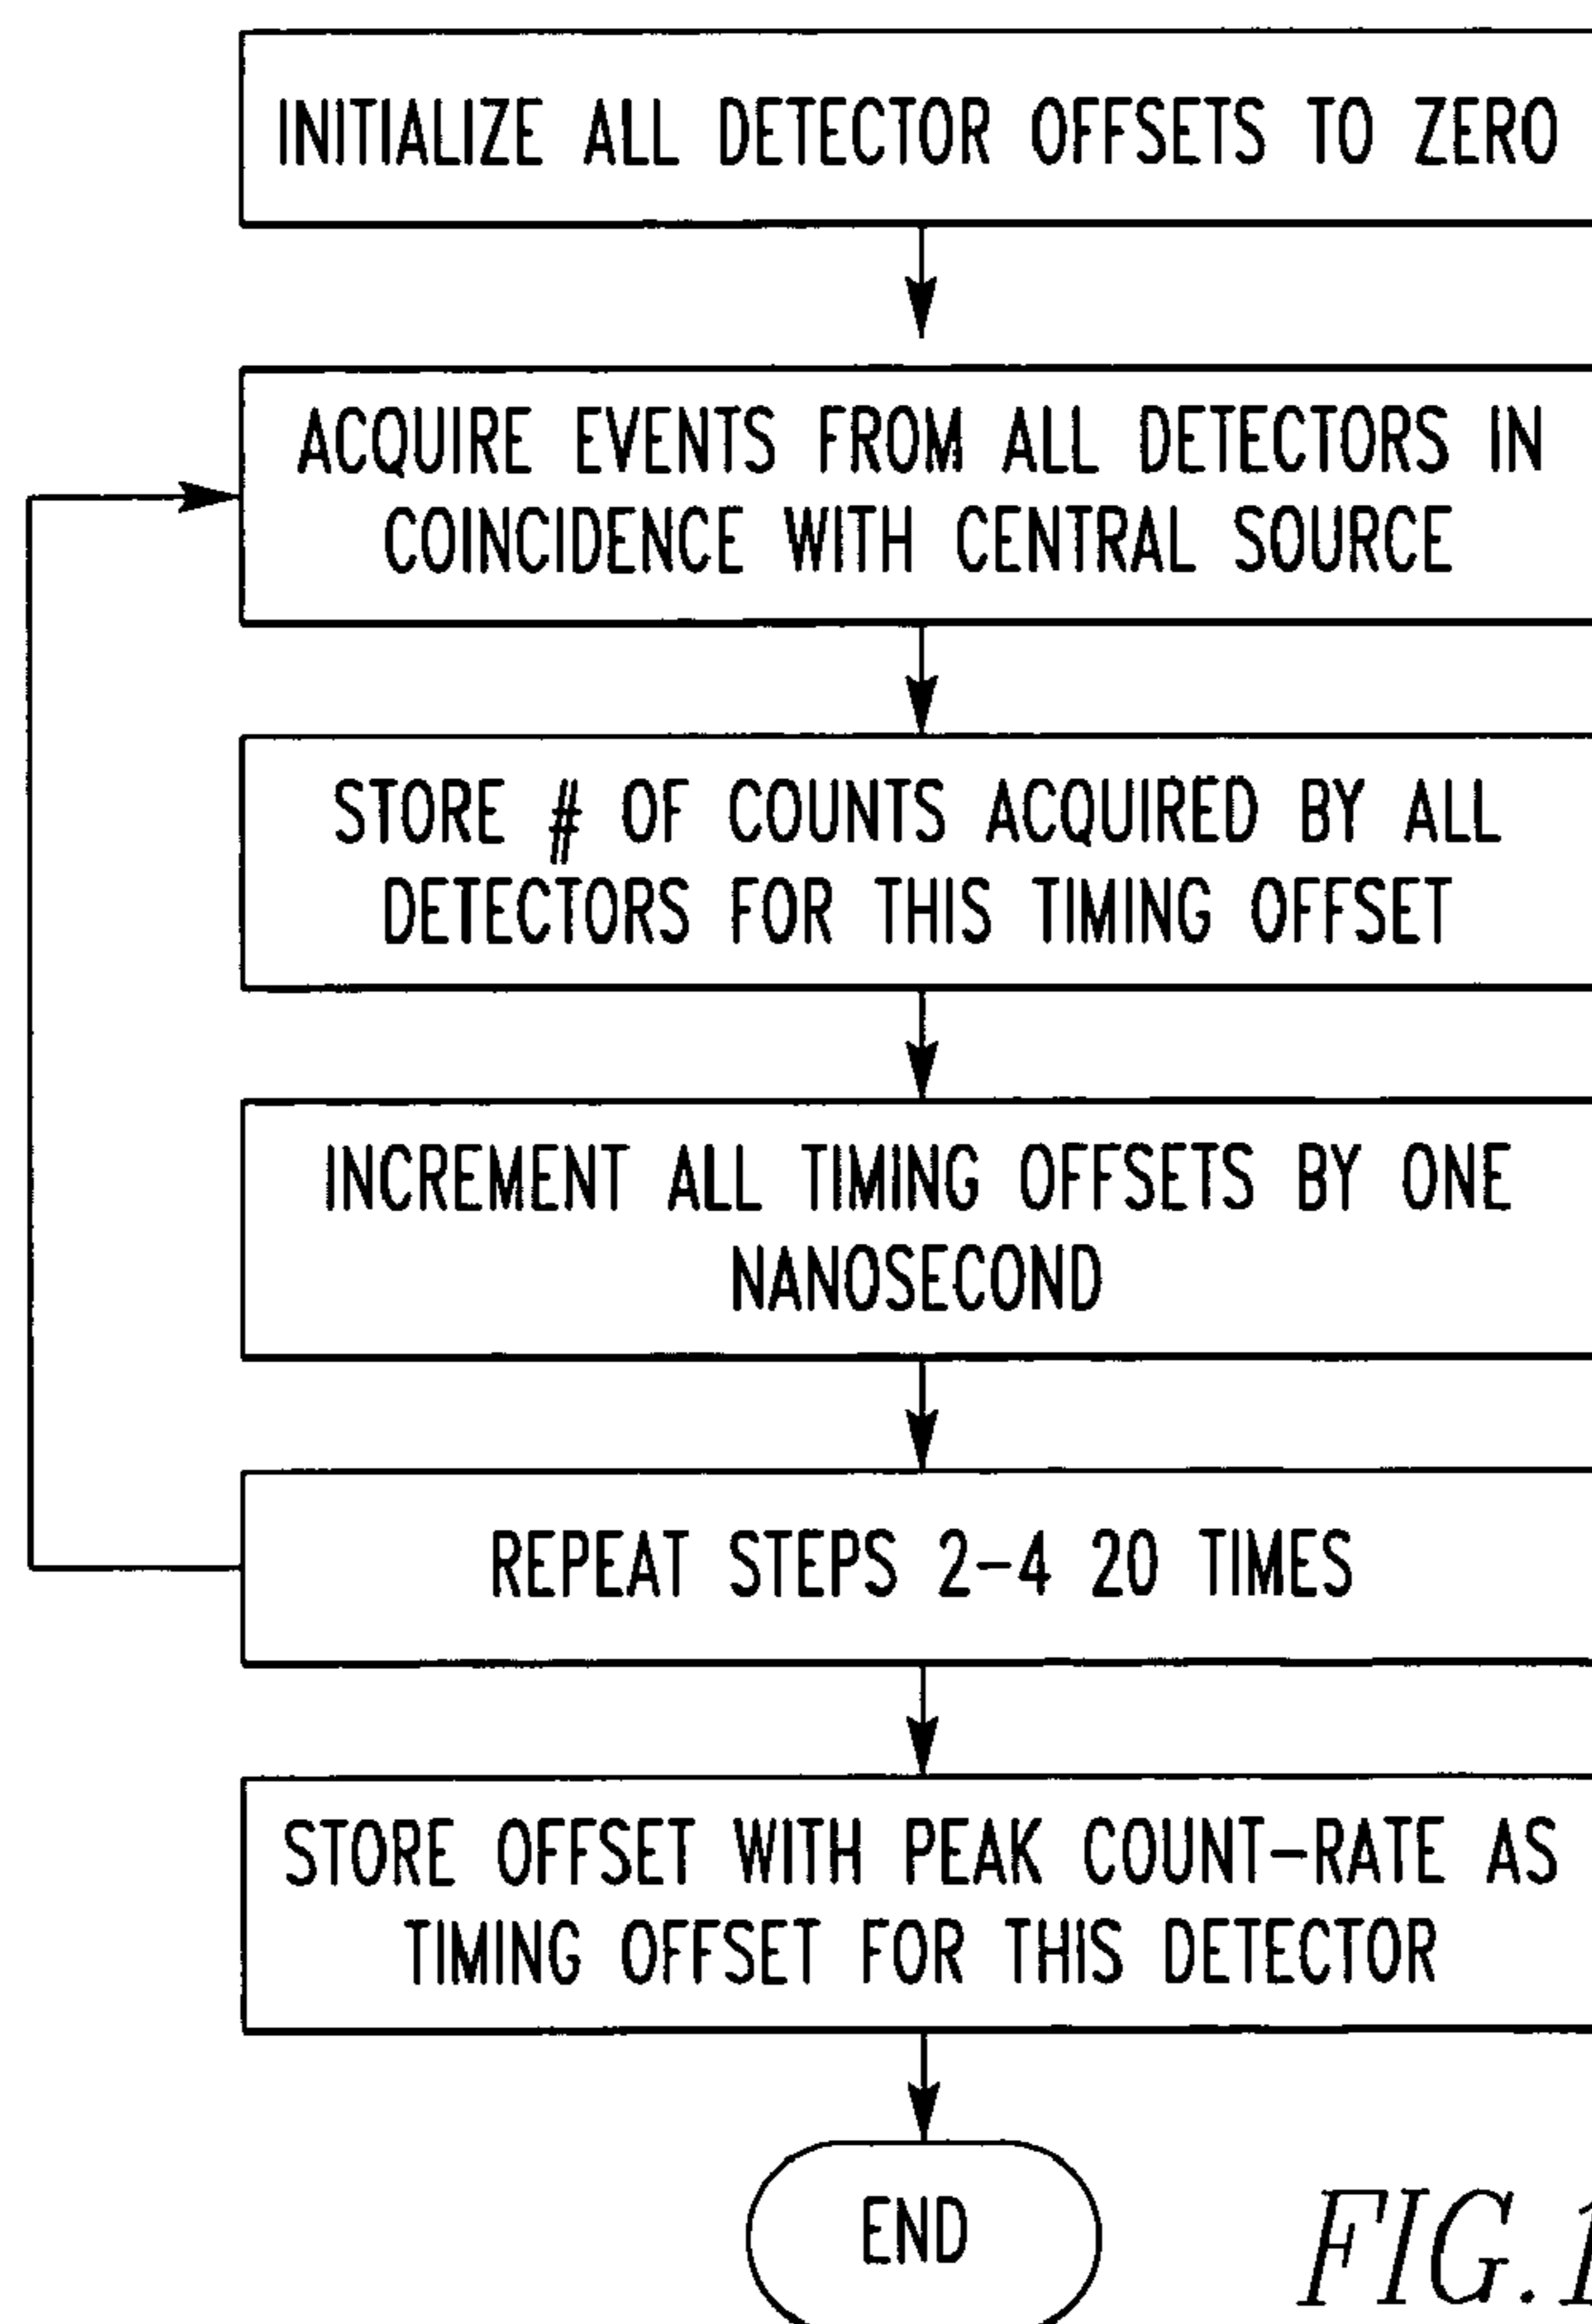 INITIALIZE ALL DETECTOR OFFSETS TO ZERO
ACQUIRE EVENTS FROM ALL DETECTORS IN
COINCIDENCE WITH CENTRAL SOURCE
STORE # OF COUNTS ACQUIRED BY ALL
DETECTORS FOR THIS TIMING OFFSET
INCREMENT ALL TIMING OFFSETS BY ONE
NANOSECOND
REPEAT STEPS 2-4 20 TIMES
STORE OFFSET WITH PEAK COUNT-RATE AS
TIMING OFFSET FOR THIS DETECTOR
END
FIG.1